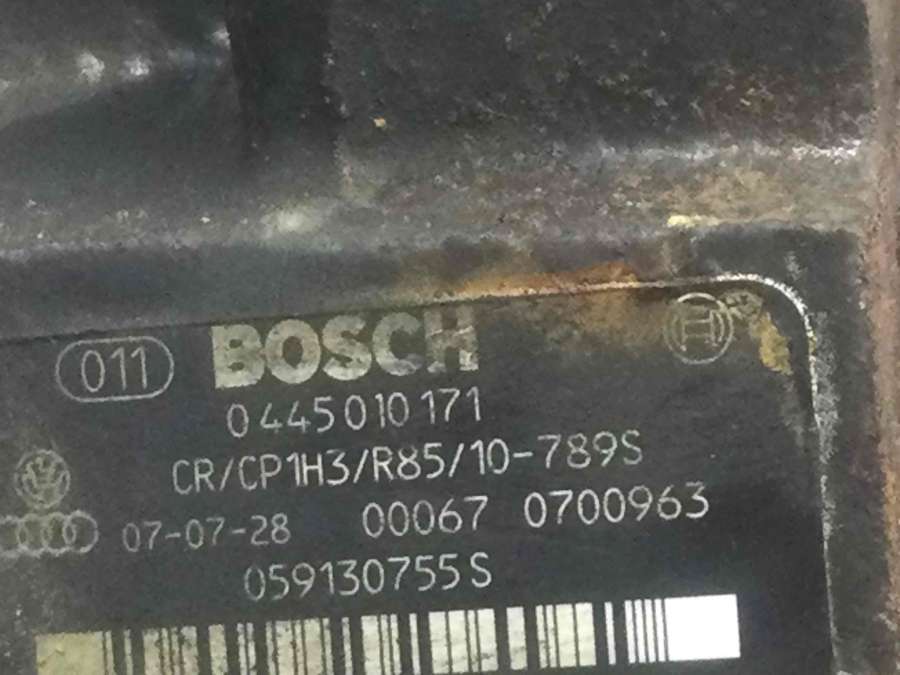 011 BOSCH
0 445 010 171
CR/CP1H3/R85/10-789S
07-07-28 00067 0700963
059130755S